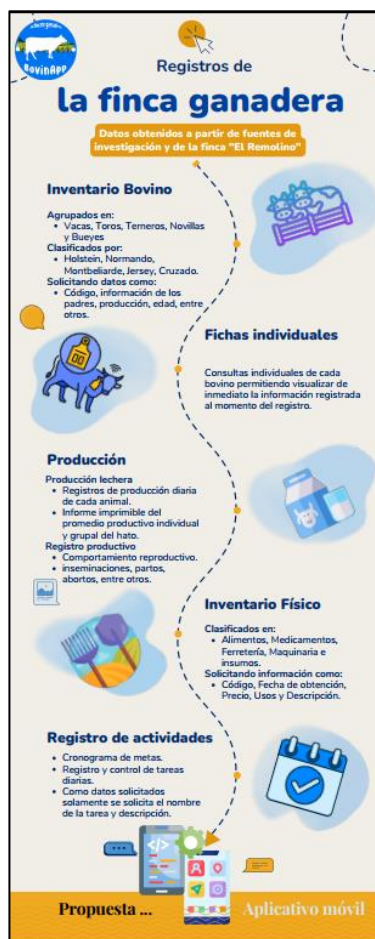 BovinApp
Registros de
la finca ganadera
Datos obtenidos a partir de fuentes de
investigación y de la finca "El Remolino"
Inventario Bovino
Agrupados en:
• Vacas, Toros, Terneros, Novillas
y Bueyes
Clasificados por:
• Holstein, Normando,
Montbeliarde, Jersey, Cruzado.
Solicitando datos como:
• Código, información de los
padres, producción, edad, entre
otros.
Fichas individuales
Consultas individuales de cada
bovino permitiendo visualizar de
inmediato la información registrada
al momento del registro.
Producción
Producción lechera
• Registros de producción diaria
de cada animal.
• Informe imprimible del
promedio productivo individual
y grupal del hato.
Registro productivo
• Comportamiento reproductivo.
• inseminaciones, partos,
abortos, entre otros.
Inventario Físico
Clasificados en:
• Alimentos, Medicamentos,
Ferretería, Maquinaria e
insumos.
Solicitando información como:
• Código, Fecha de obtención,
Precio, Usos y Descripción.
Registro de actividades
• Cronograma de metas.
• Registro y control de tareas
diarias.
• Como datos solicitados
solamente se solicita el nombre
de la tarea y descripción.
</>
Propuesta ...
Aplicativo móvil